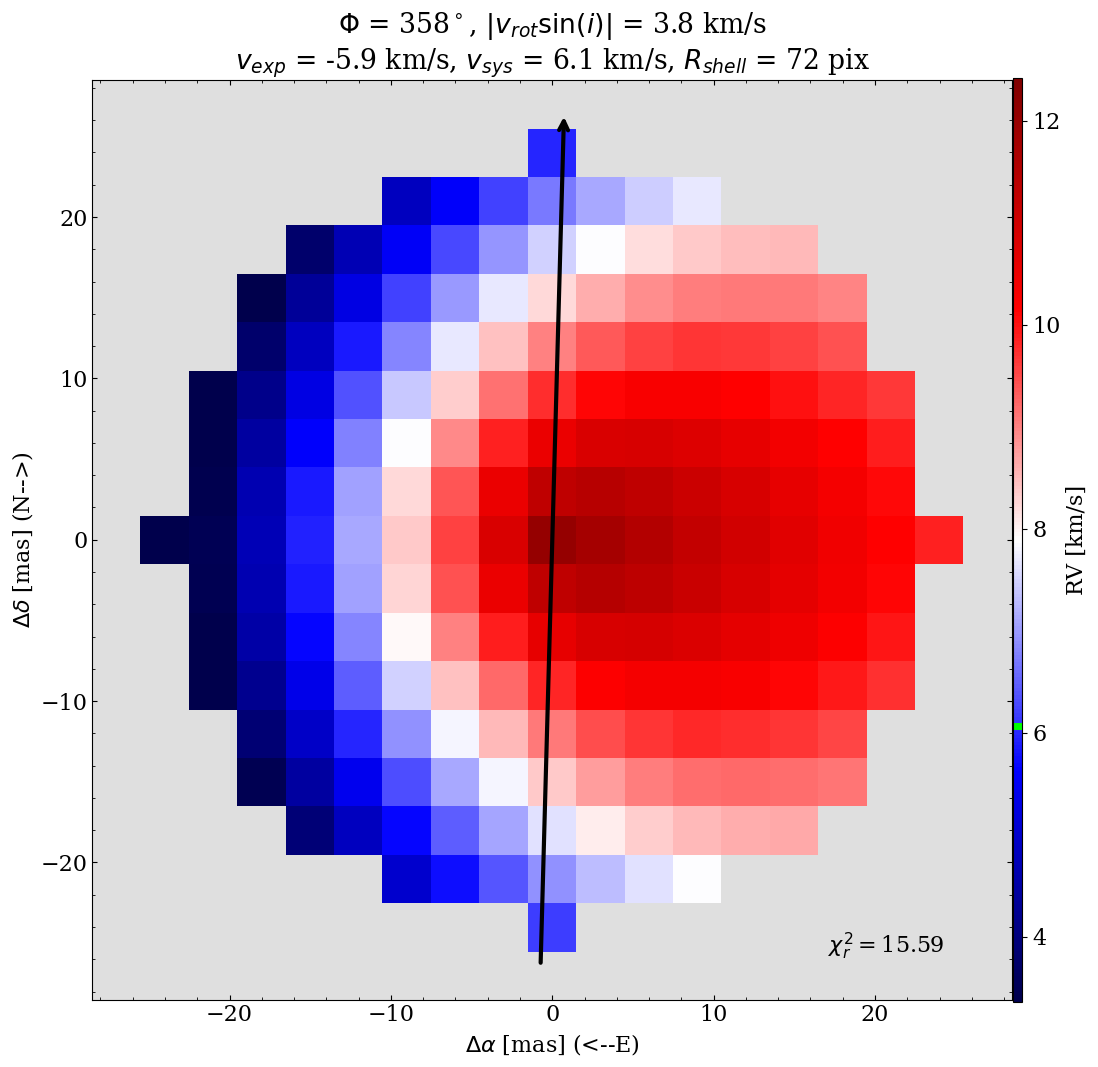 Φ = 358°, |v_rot sin(i)| = 3.8 km/s
v_exp = -5.9 km/s, v_sys = 6.1 km/s, R_shell = 72 pix
20
10
0
−10
−20
Δδ [mas] (N-->)
−20
−10
0
10
20
Δα [mas] (<--E)
χ_r^2 = 15.59
12
10
8
6
4
RV [km/s]